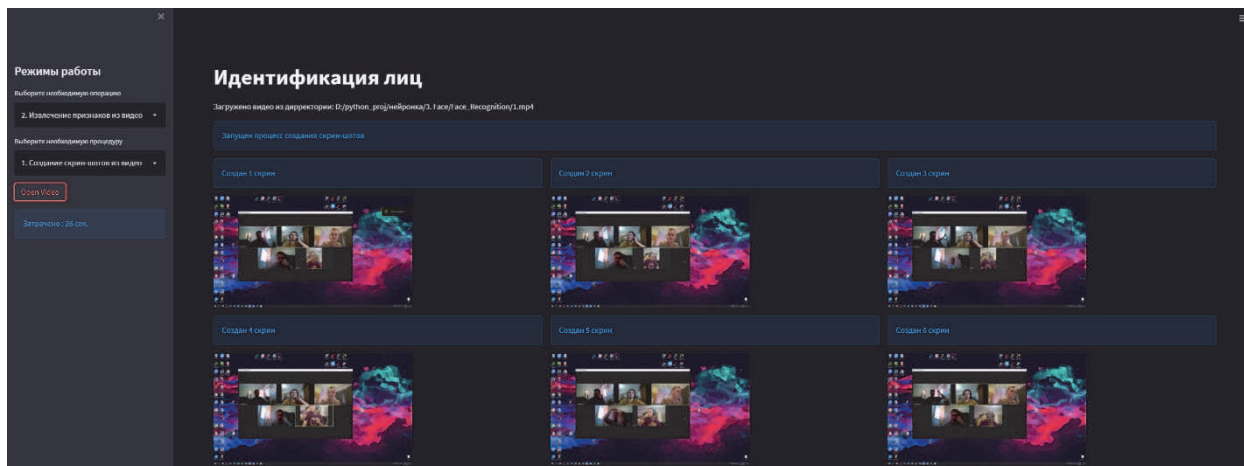 Режимы работы
Выберите необходимую операцию
2. Извлечение признаков из видео
Выберите необходимую процедуру
1. Создание скрин-шотов из видео
Open Video
Затрачено: 26 сек.
Идентификация лиц
Загружено видео из дирректории: D:/python_proj/нейронка/3. Face/Face_Recognition/1.mp4
Запущен процесс создания скрин-шотов
Создан 1 скрин
Создан 2 скрин
Создан 3 скрин
Создан 4 скрин
Создан 5 скрин
Создан 6 скрин